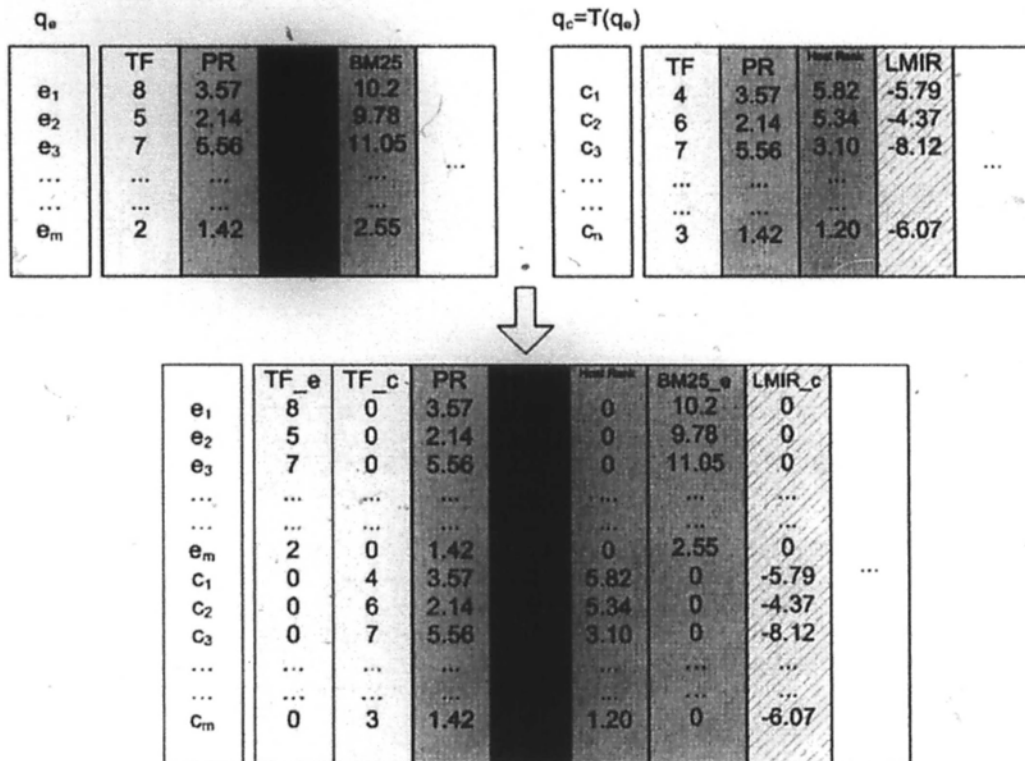 qe
qc=T(qe)
TF PR BM25
e1 8 3.57 10.2
e2 5 2.14 9.78
e3 7 5.56 11.05
... ... ... ... ...
... ... ... ...
em 2 1.42 2.55
TF PR Host Rank LMIR
c1 4 3.57 5.82 -5.79
c2 6 2.14 5.34 -4.37
c3 7 5.56 3.10 -8.12
... ... ... ... ...
... ... ... ...
cn 3 1.42 1.20 -6.07
TF_e TF_c PR Host Rank BM25_e LMIR_c
e1 8 0 3.57 0 10.2 0
e2 5 0 2.14 0 9.78 0
e3 7 0 5.56 0 11.05 0
... ... ... ... ... ... ...
... ... ... ... ... ...
em 2 0 1.42 0 2.55 0
...
c1 0 4 3.57 5.82 0 -5.79
c2 0 6 2.14 5.34 0 -4.37
c3 0 7 5.56 3.10 0 -8.12
... ... ... ... ... ... ...
... ... ... ... ... ... ...
cm 0 3 1.42 1.20 0 -6.07